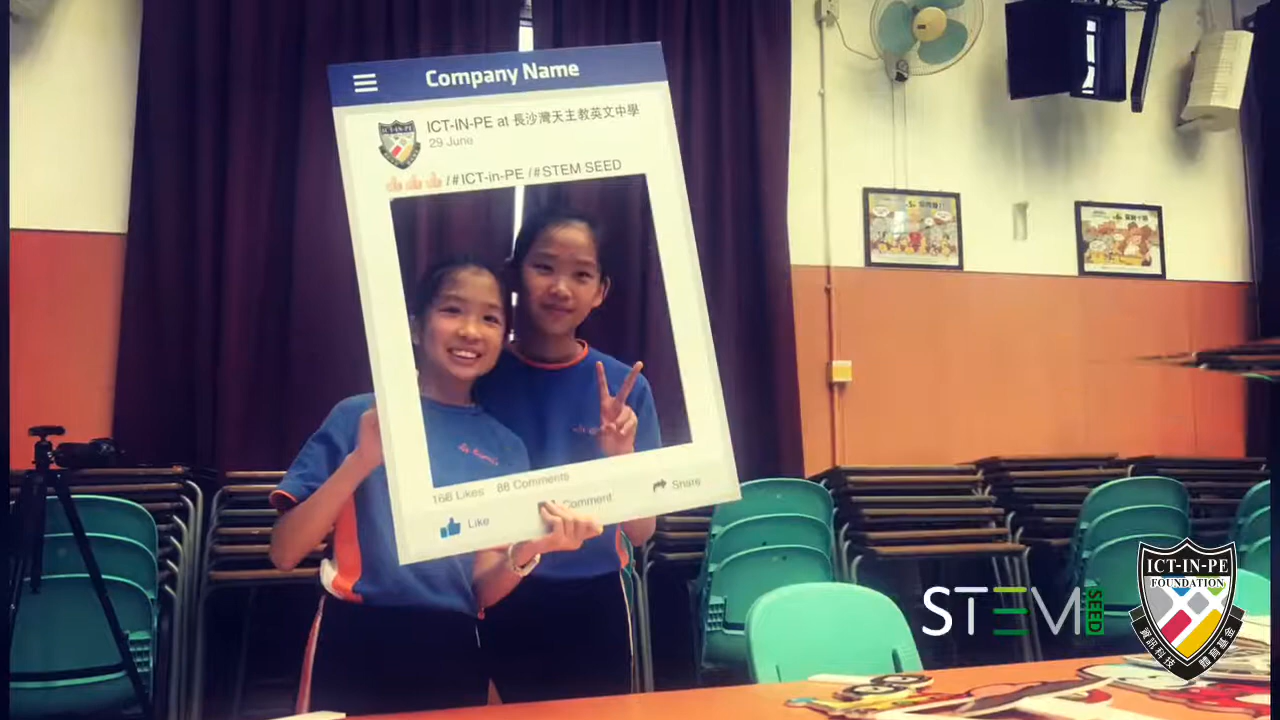 Company Name
ICT-IN-PE
ICT-IN-PE at 長沙灣天主教英文中學
29 June
/#ICT-in-PE /#STEM SEED
168 Likes 88 Comments
Like
Comment
Share
STEM SEED
ICT-IN-PE
FOUNDATION
資訊科技 體育基金